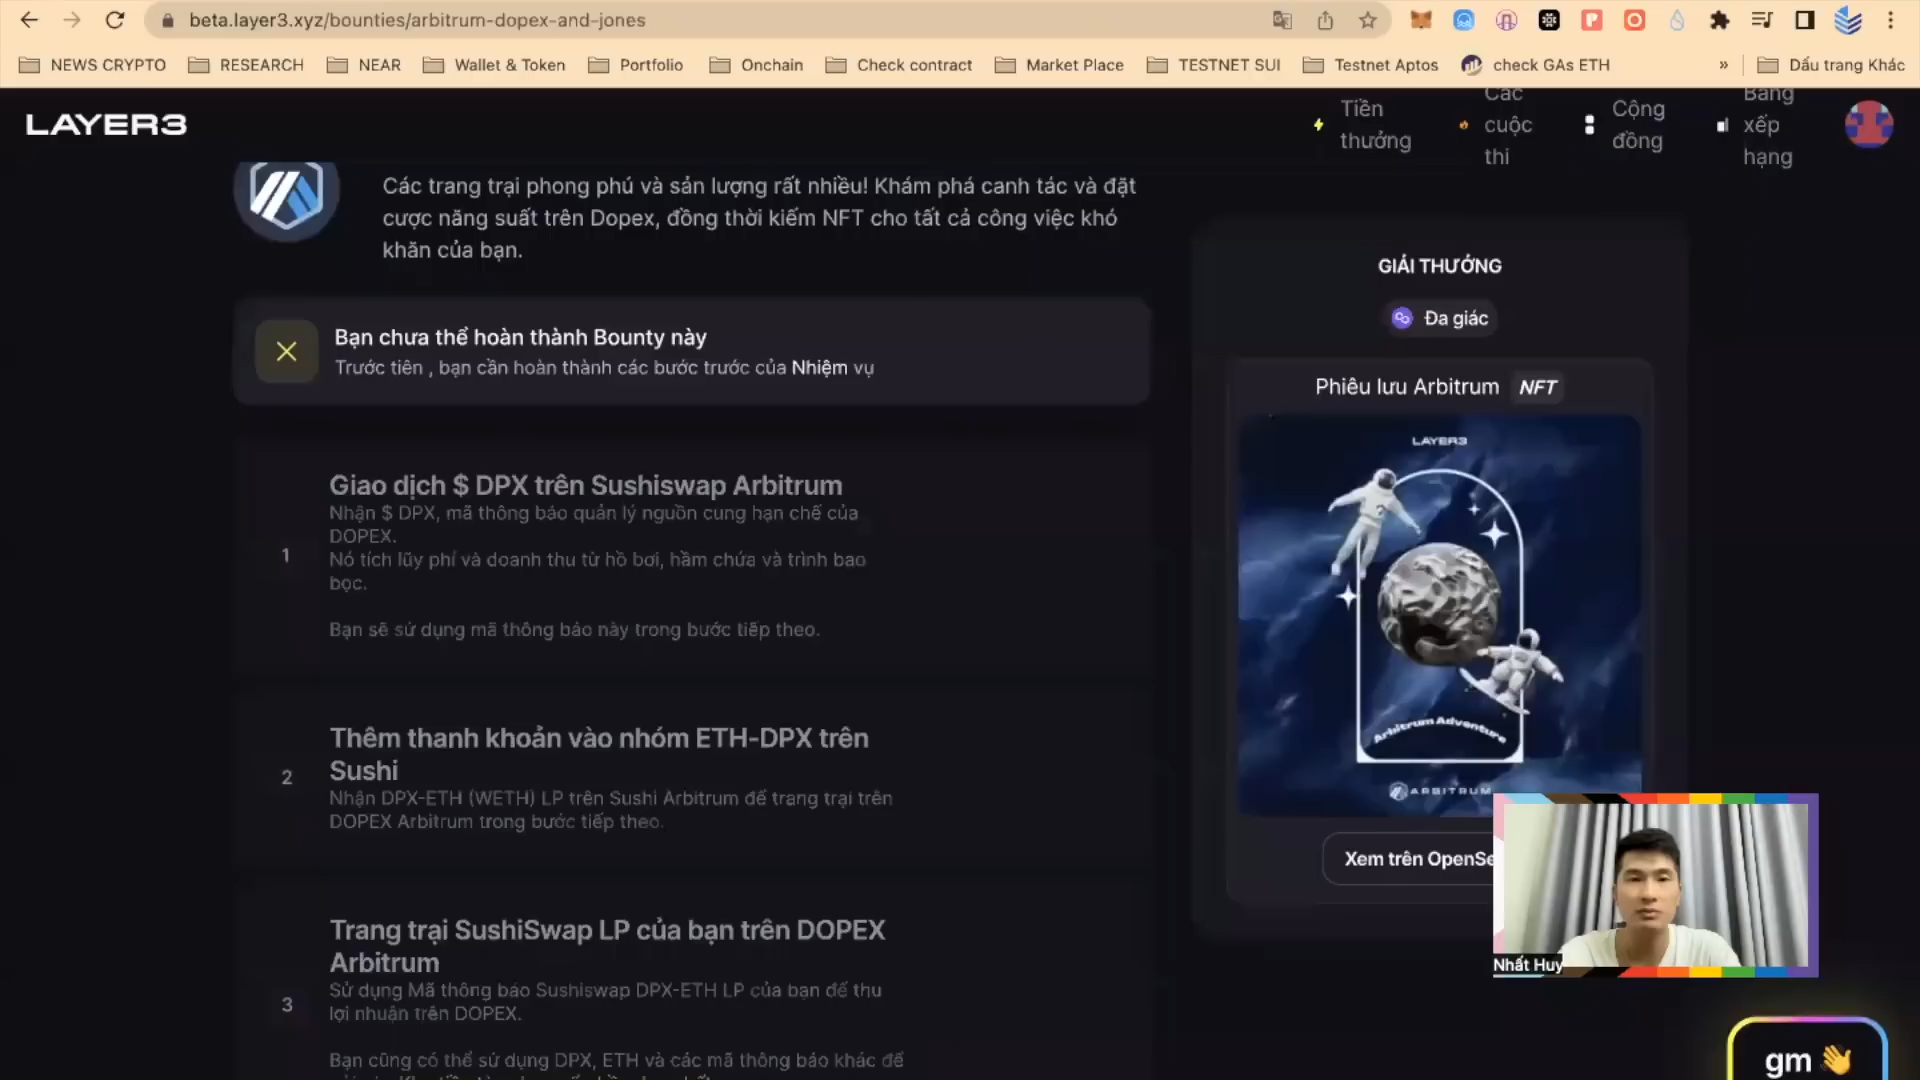 beta.layer3.xyz/bounties/arbitrum-dopex-and-jones
NEWS CRYPTO
RESEARCH
NEAR
Wallet & Token
Portfolio
Onchain
Check contract
Market Place
TESTNET SUI
Testnet Aptos
check GAs ETH
»
Dấu trang Khác
LAYER3
Tiền
thưởng
Các
cuộc
thi
Cộng
đồng
Bảng
xếp
hạng
Các trang trại phong phú và sản lượng rất nhiều! Khám phá canh tác và đặt
cược năng suất trên Dopex, đồng thời kiếm NFT cho tất cả công việc khó
khăn của bạn.
Bạn chưa thể hoàn thành Bounty này
Trước tiên , bạn cần hoàn thành các bước trước của Nhiệm vụ
1
Giao dịch $ DPX trên Sushiswap Arbitrum
Nhận $ DPX, mã thông báo quản lý nguồn cung hạn chế của
DOPEX.
Nó tích lũy phí và doanh thu từ hồ bơi, hầm chứa và trình bao
bọc.
Bạn sẽ sử dụng mã thông báo này trong bước tiếp theo.
2
Thêm thanh khoản vào nhóm ETH-DPX trên
Sushi
Nhận DPX-ETH (WETH) LP trên Sushi Arbitrum để trang trại trên
DOPEX Arbitrum trong bước tiếp theo.
3
Trang trại SushiSwap LP của bạn trên DOPEX
Arbitrum
Sử dụng Mã thông báo Sushiswap DPX-ETH LP của bạn để thu
lợi nhuận trên DOPEX.
Bạn cũng có thể sử dụng DPX, ETH và các mã thông báo khác để
GIẢI THƯỞNG
Đa giác
Phiêu lưu Arbitrum NFT
LAYER3
Arbitrum Adventure
ARBITRUM
Xem trên OpenSe
Nhất Huy
gm 👋